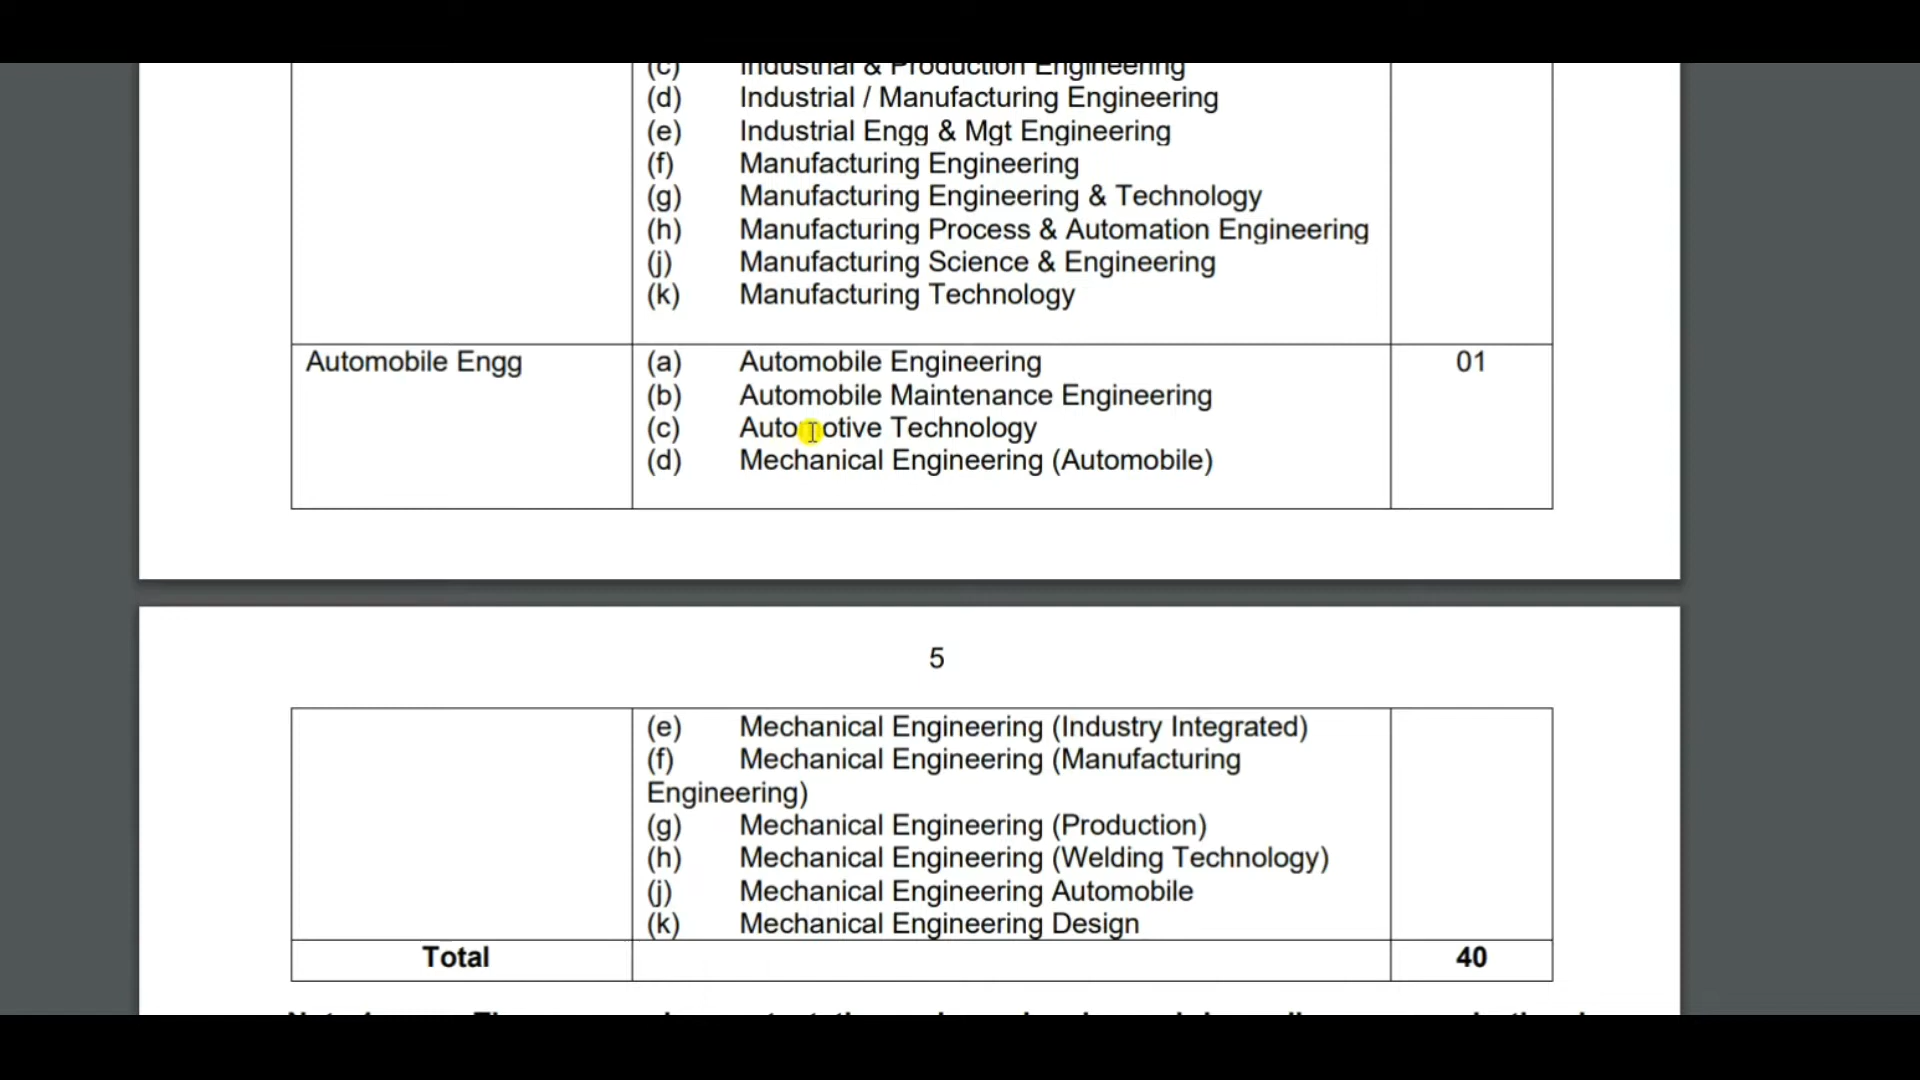 (c) Industrial & Production Engineering
(d) Industrial / Manufacturing Engineering
(e) Industrial Engg & Mgt Engineering
(f) Manufacturing Engineering
(g) Manufacturing Engineering & Technology
(h) Manufacturing Process & Automation Engineering
(j) Manufacturing Science & Engineering
(k) Manufacturing Technology
Automobile Engg (a) Automobile Engineering 01
(b) Automobile Maintenance Engineering
(c) Automotive Technology
(d) Mechanical Engineering (Automobile)
5
(e) Mechanical Engineering (Industry Integrated)
(f) Mechanical Engineering (Manufacturing
Engineering)
(g) Mechanical Engineering (Production)
(h) Mechanical Engineering (Welding Technology)
(j) Mechanical Engineering Automobile
(k) Mechanical Engineering Design
Total 40